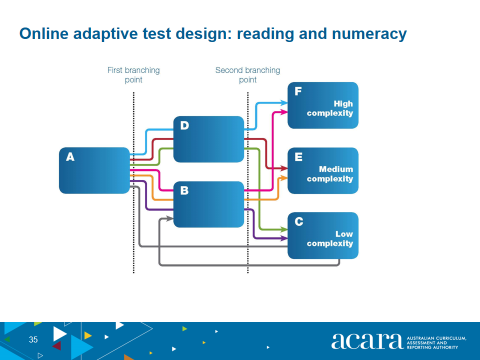 Online adaptive test design: reading and numeracy
First branching
point
Second branching
point
A
D
B
F
High
complexity
E
Medium
complexity
C
Low
complexity
35
acara
AUSTRALIAN CURRICULUM,
ASSESSMENT AND
REPORTING AUTHORITY